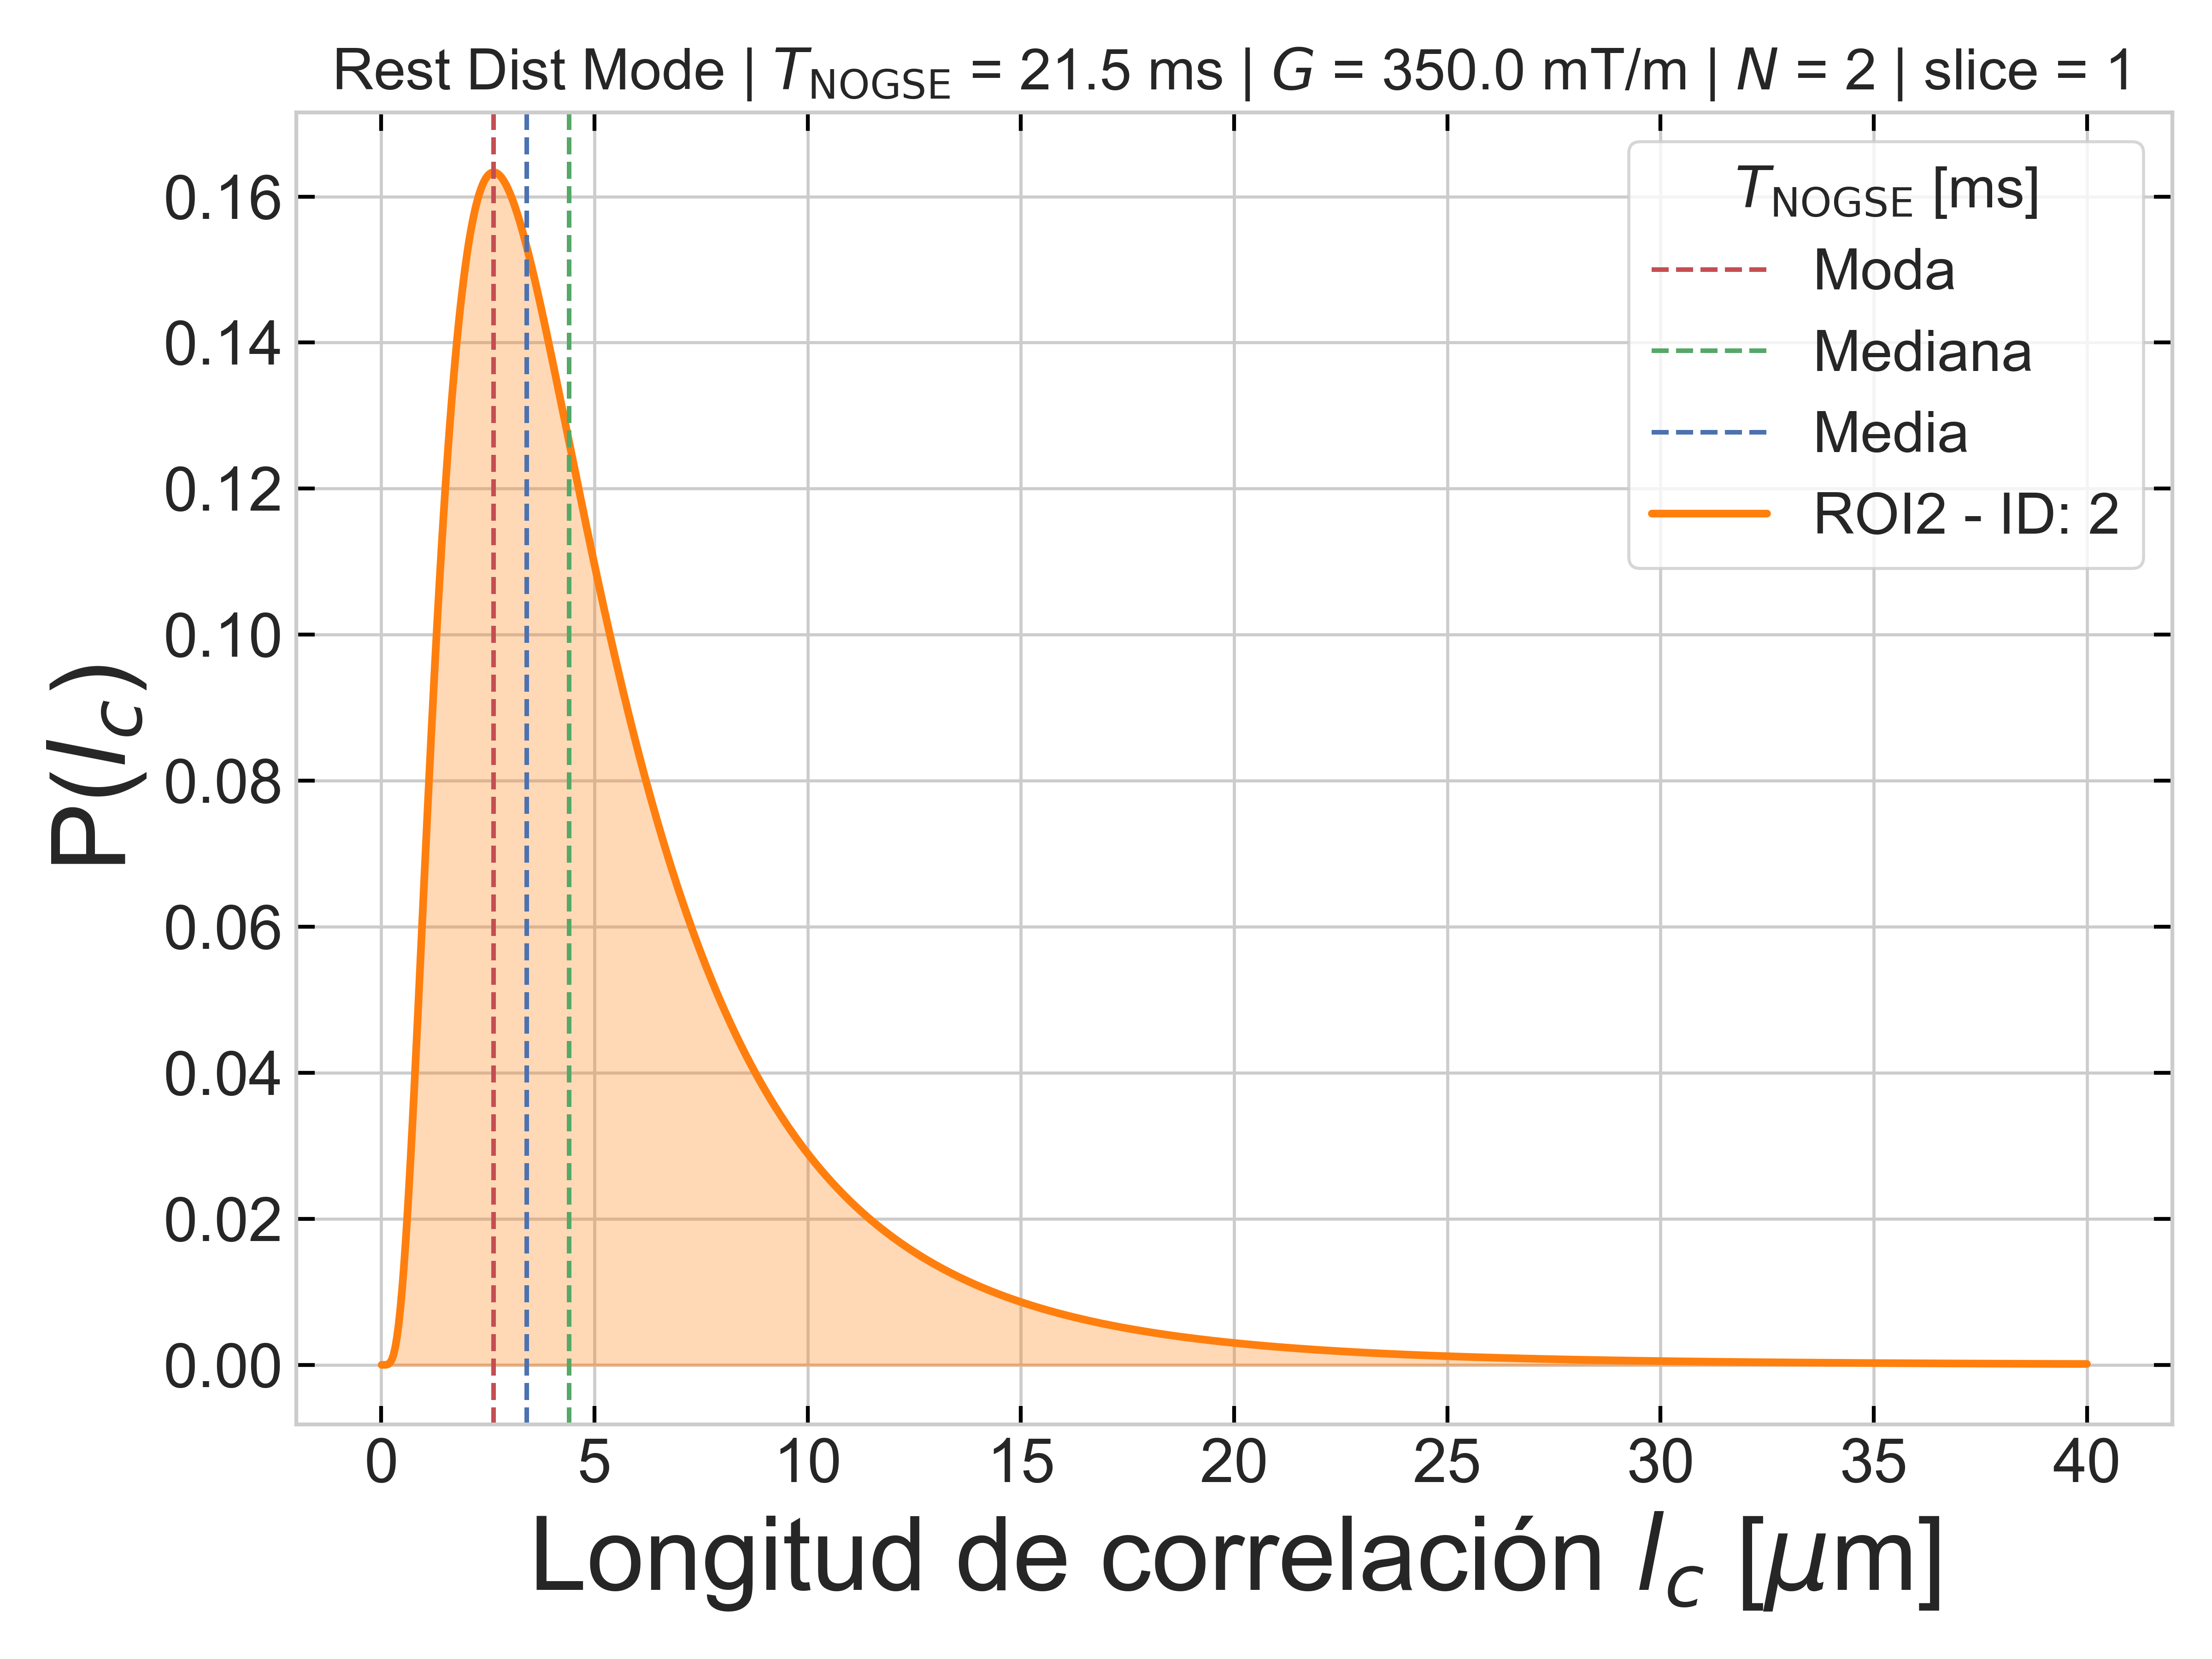 Rest Dist Mode | T_NOGSE = 21.5 ms | G = 350.0 mT/m | N = 2 | slice = 1
T_NOGSE [ms]
Moda
Mediana
Media
ROI2 - ID: 2
P(l_c)
0.16
0.14
0.12
0.10
0.08
0.06
0.04
0.02
0.00
0 5 10 15 20 25 30 35 40
Longitud de correlación l_c [μm]